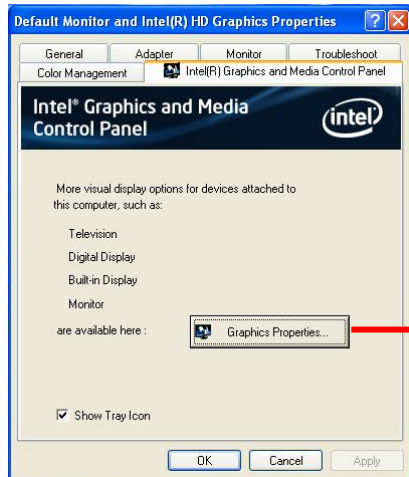 Default Monitor and Intel(R) HD Graphics Properties
General Adapter Monitor Troubleshoot
Color Management Intel(R) Graphics and Media Control Panel
Intel® Graphics and Media
Control Panel
intel
More visual display options for devices attached to
this computer, such as:
Television
Digital Display
Built-in Display
Monitor
are available here :
Graphics Properties...
Show Tray Icon
OK Cancel Apply